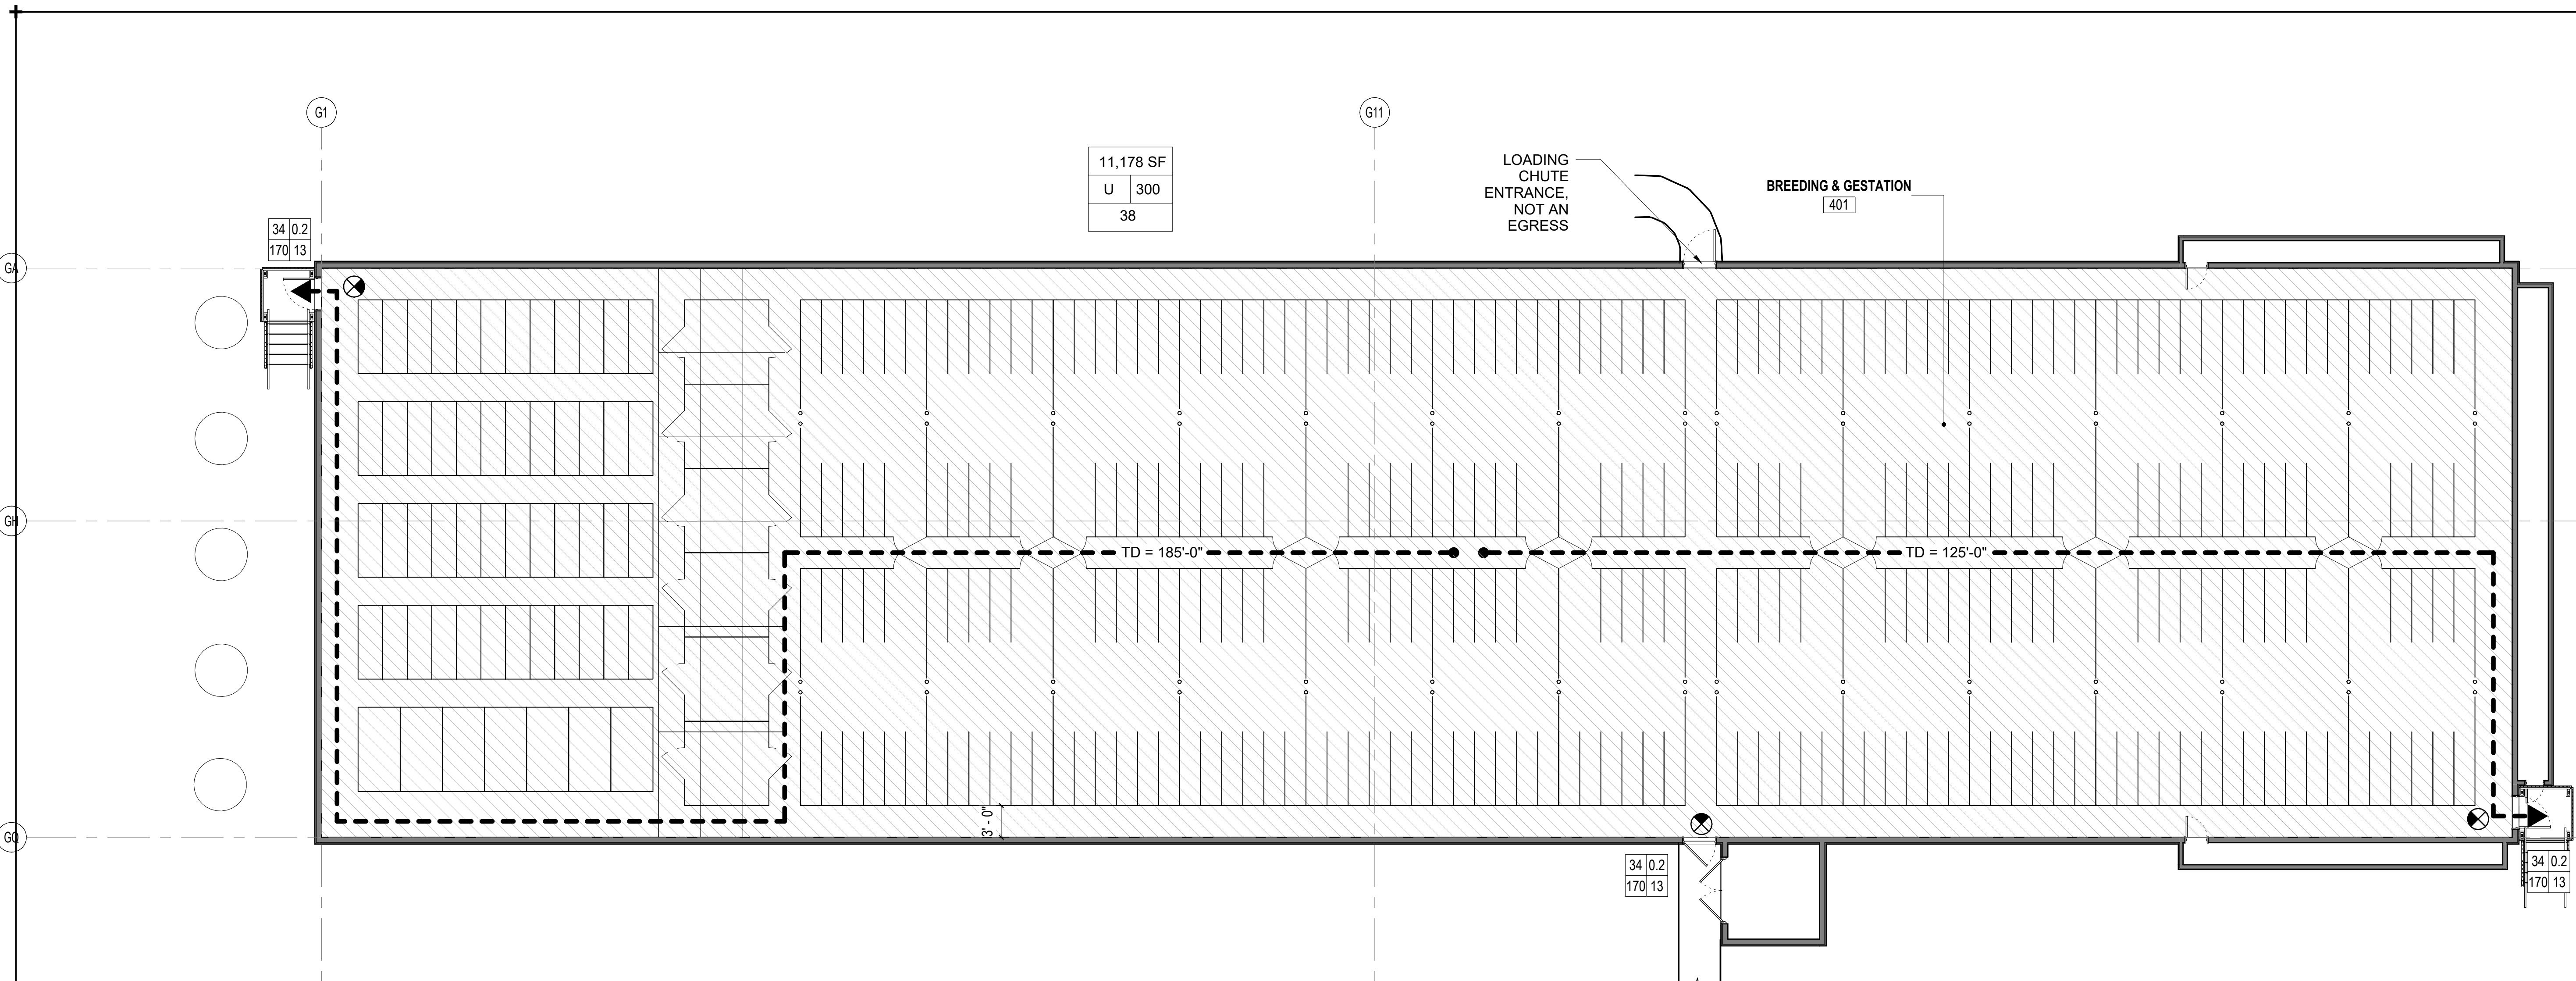 G1
G11
11,178 SF
U 300
38
LOADING
CHUTE
ENTRANCE,
NOT AN
EGRESS
BREEDING & GESTATION
401
34 0.2
170 13
GA
GH
TD = 185'-0"
TD = 125'-0"
3' - 0"
GQ
34 0.2
170 13
34 0.2
170 13